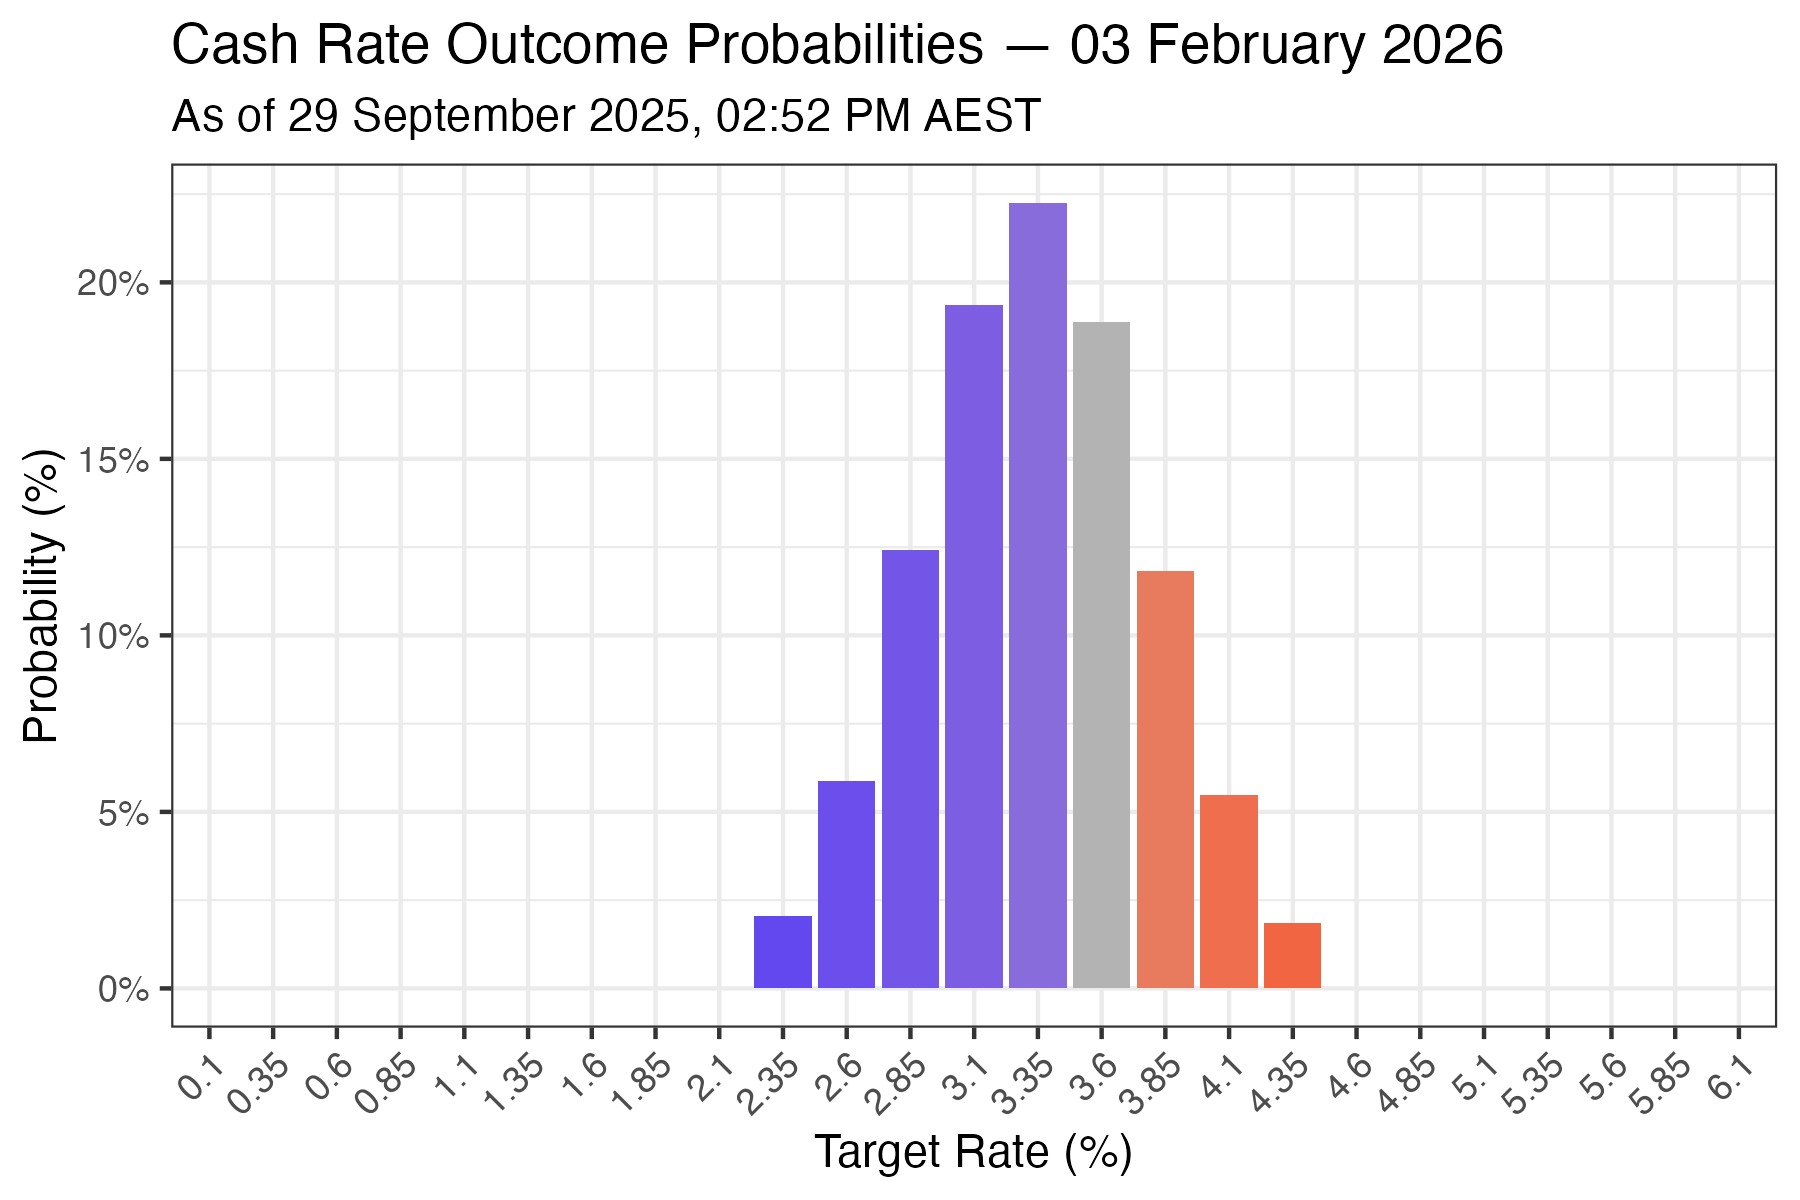 Cash Rate Outcome Probabilities — 03 February 2026
As of 29 September 2025, 02:52 PM AEST
Probability (%)
20%
15%
10%
5%
0%
0.1 0.35 0.6 0.85 1.1 1.35 1.6 1.85 2.1 2.35 2.6 2.85 3.1 3.35 3.6 3.85 4.1 4.35 4.6 4.85 5.1 5.35 5.6 5.85 6.1
Target Rate (%)